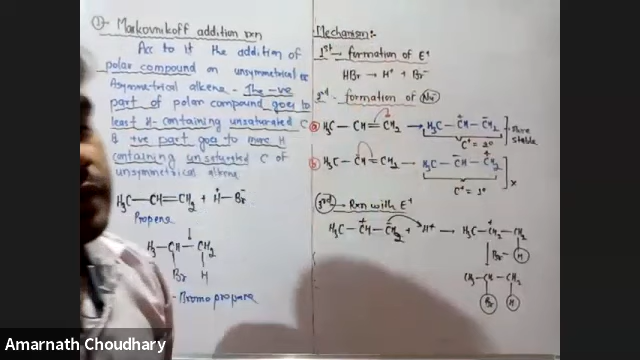 1 - Markovnikoff addition rxn
Acc to it the addition of
polar compound on unsymmetrical or
Asymmetrical alkene - The -ve
part of polar compound goes to
least H- containing unsaturated C
& +ve part goes to more H
containing unsaturated C of
unsymmetrical alkene
H₃C — CH = CH₂ + H — Br
Propene
H₃C — CH — CH₂
Br H
- Bromopropane
Mechanism:-
1st - formation of E⁺
HBr → H⁺ + Br⁻
2nd - formation of Nu⁻
a H₃C — CH = CH₂ → H₃C — CH⁺ — CH₂⁻
C⁺ = 2°
More stable
b H₃C — CH = CH₂ → H₃C — CH⁻ — CH₂⁺
C⁺ = 1°
x
3rd - Rxn with E⁺
H₃C — CH⁺ — CH₂⁻ + H⁺ → H₃C — CH⁺ — CH₂
Br⁻ H
CH₃ — CH — CH₂
Br H
Amarnath Choudhary